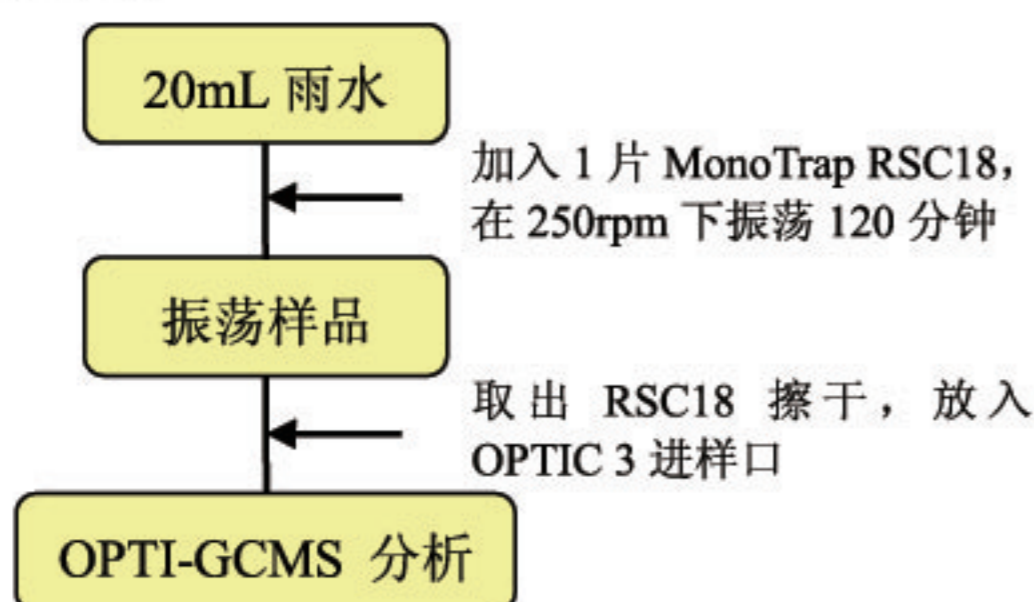 20mL 雨水
加入 1 片 MonoTrap RSC18，
在 250rpm 下振荡 120 分钟
振荡样品
取出 RSC18 擦干，放入
OPTIC 3 进样口
OPTI-GCMS 分析